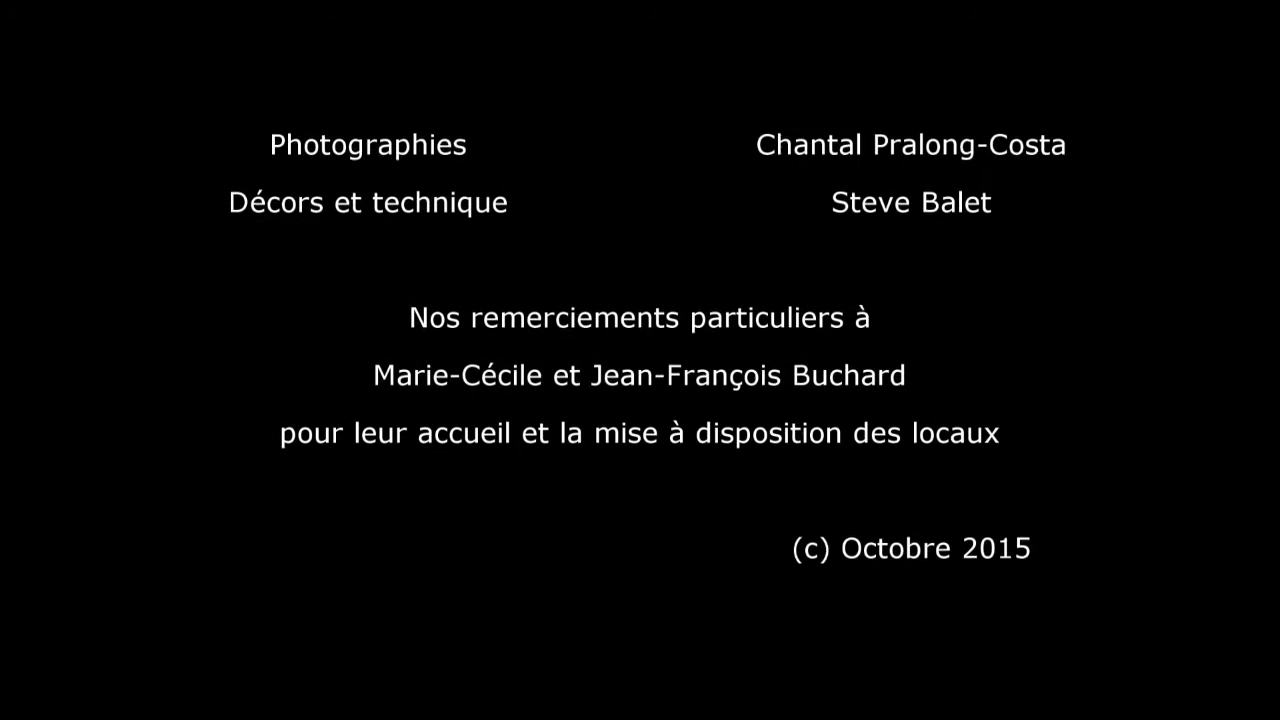 Photographies Chantal Pralong-Costa
Décors et technique Steve Balet
Nos remerciements particuliers à
Marie-Cécile et Jean-François Buchard
pour leur accueil et la mise à disposition des locaux
(c) Octobre 2015